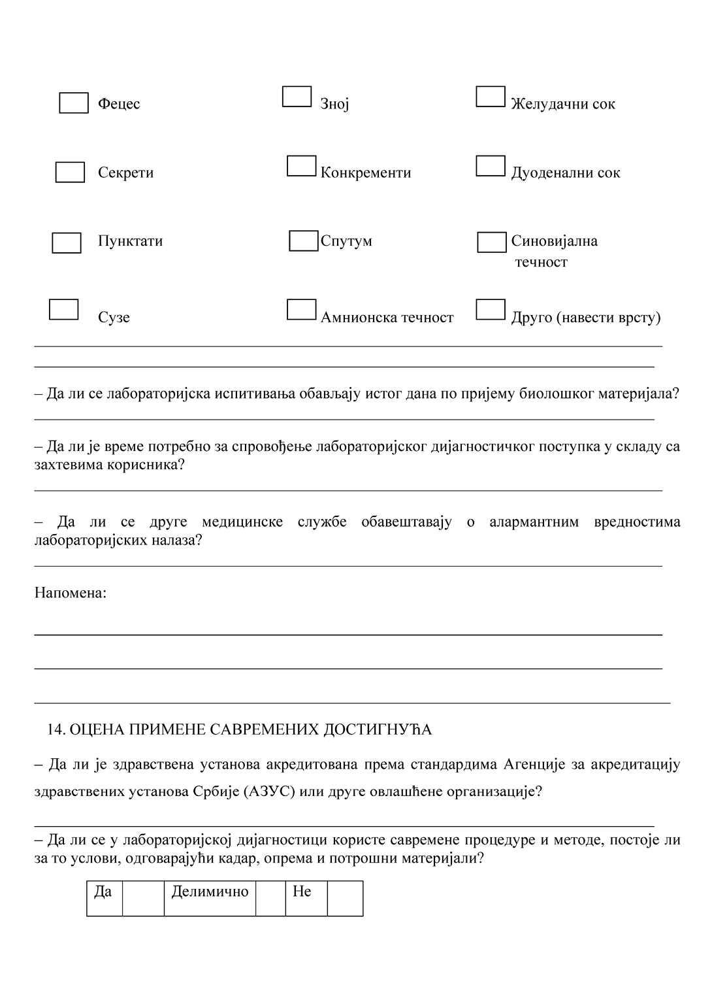 Фецес Зној Желудачни сок
Секрети Конкременти Дуоденални сок
Пунктати Спутум Синовијална
течност
Сузе Амнионска течност Друго (навести врсту)
– Да ли се лабораторијска испитивања обављају истог дана по пријему биолошког материјала?
– Да ли је време потребно за спровођење лабораторијског дијагностичког поступка у складу са
захтевима корисника?
– Да ли се друге медицинске службе обавештавају о алармантним вредностима
лабораторијских налаза?
Напомена:
14. ОЦЕНА ПРИМЕНЕ САВРЕМЕНИХ ДОСТИГНУЋА
– Да ли је здравствена установа акредитована према стандардима Агенције за акредитацију
здравствених установа Србије (АЗУС) или друге овлашћене организације?
– Да ли се у лабораторијској дијагностици користе савремене процедуре и методе, постоје ли
за то услови, одговарајући кадар, опрема и потрошни материјали?
Да Делимично Не